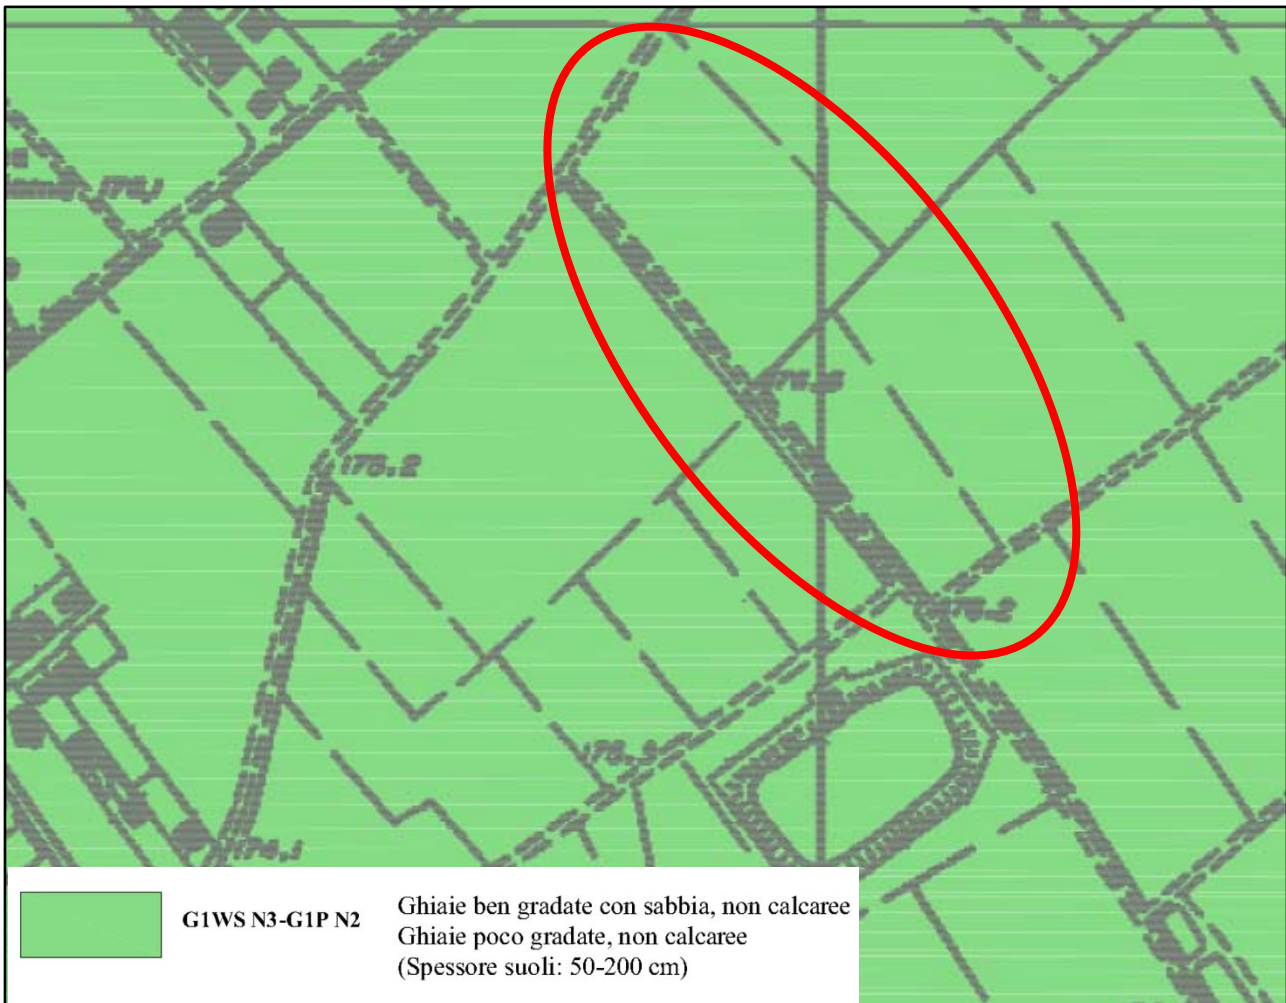 175.2
G1WS N3-G1P N2
Ghiaie ben gradate con sabbia, non calcaree
Ghiaie poco gradate, non calcaree
(Spessore suoli: 50-200 cm)